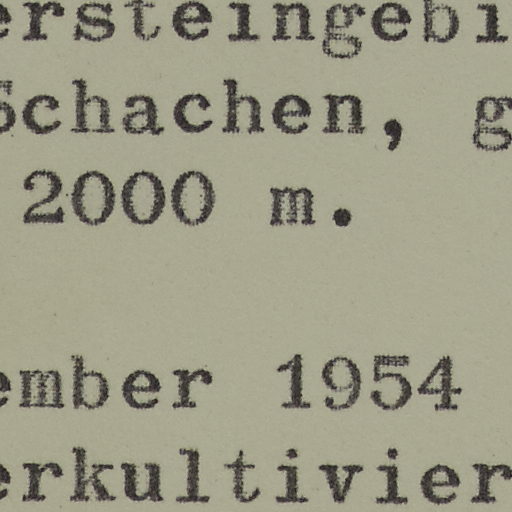 ersteingebi
Schachen, g
2000 m.
ember 1954
erkultivier